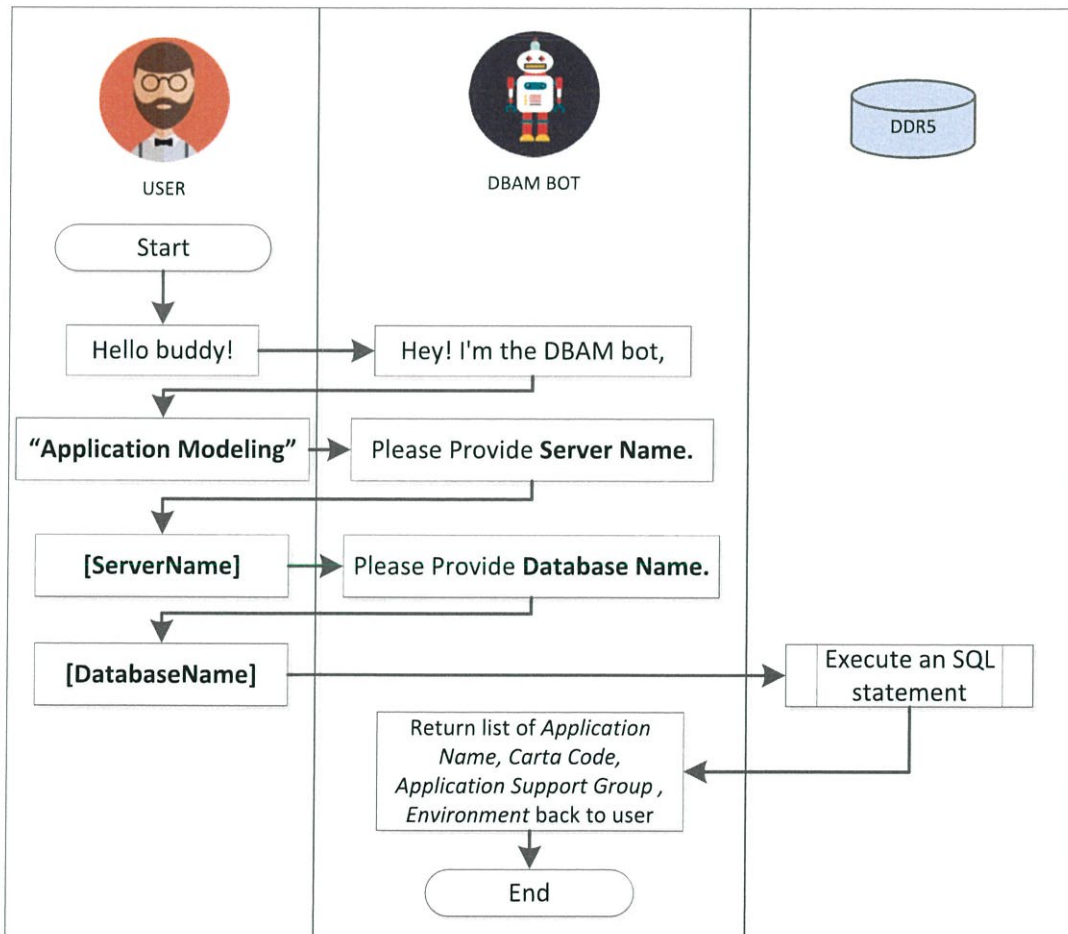 USER
DBAM BOT
DDR5
Start
Hello buddy!
Hey! I'm the DBAM bot,
“Application Modeling”
Please Provide Server Name.
[ServerName]
Please Provide Database Name.
[DatabaseName]
Execute an SQL
statement
Return list of Application
Name, Carta Code,
Application Support Group ,
Environment back to user
End